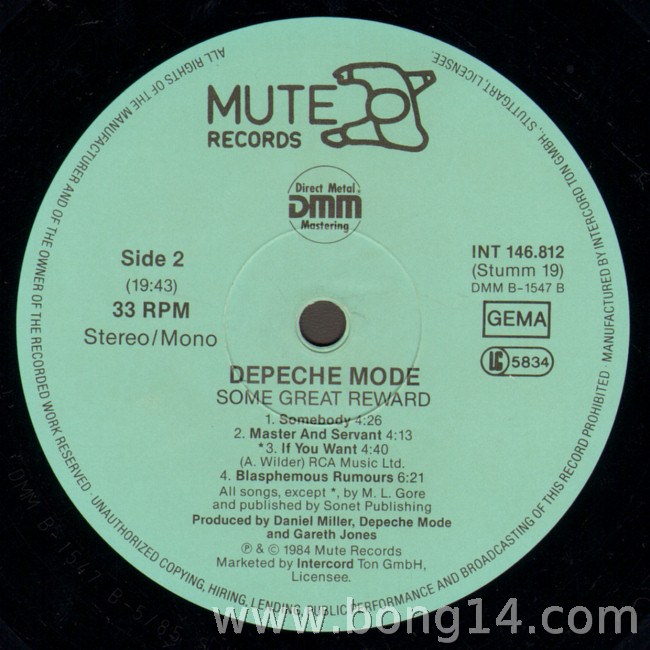 MUTE
RECORDS
Direct Metal
DMM
Mastering
Side 2
(19:43)
33 RPM
Stereo/Mono
INT 146.812
(Stumm 19)
DMM B-1547 B
GEMA
LC 5834
DEPECHE MODE
SOME GREAT REWARD
1. Somebody 4:26
2. Master And Servant 4:13
*3. If You Want 4:40
(A. Wilder) RCA Music Ltd.
4. Blasphemous Rumours 6:21
All songs, except *, by M. L. Gore
and published by Sonet Publishing
Produced by Daniel Miller, Depeche Mode
and Gareth Jones
℗ & © 1984 Mute Records
Marketed by Intercord Ton GmbH,
Licensee.
ALL RIGHTS OF THE MANUFACTURER AND OF THE OWNER OF THE RECORDED WORK RESERVED · UNAUTHORIZED COPYING, HIRING, LENDING, PUBLIC PERFORMANCE AND BROADCASTING OF THIS RECORD PROHIBITED · MANUFACTURED BY INTERCORD TON GMBH., STUTTGART, LICENSEE.
DMM B-1547 B-
www.bong14.com